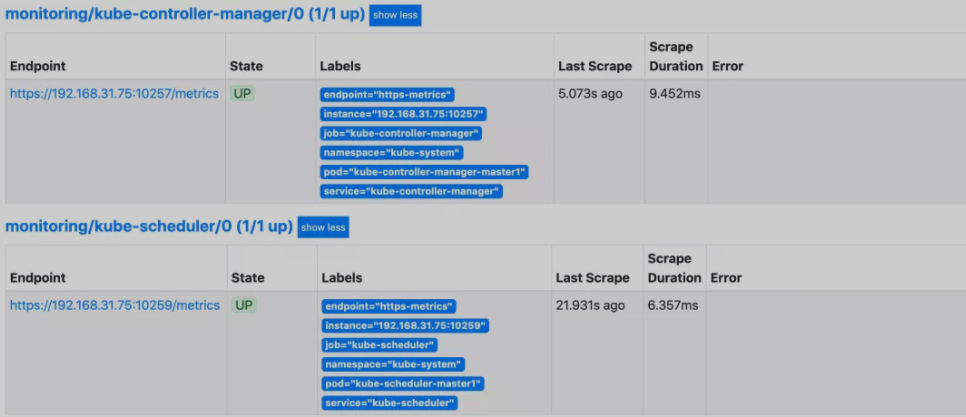 monitoring/kube-controller-manager/0 (1/1 up) show less
Endpoint State Labels Last Scrape Scrape Duration Error
https://192.168.31.75:10257/metrics UP endpoint="https-metrics" 5.073s ago 9.452ms
instance="192.168.31.75:10257"
job="kube-controller-manager"
namespace="kube-system"
pod="kube-controller-manager-master1"
service="kube-controller-manager"
monitoring/kube-scheduler/0 (1/1 up) show less
Endpoint State Labels Last Scrape Scrape Duration Error
https://192.168.31.75:10259/metrics UP endpoint="https-metrics" 21.931s ago 6.357ms
instance="192.168.31.75:10259"
job="kube-scheduler"
namespace="kube-system"
pod="kube-scheduler-master1"
service="kube-scheduler"